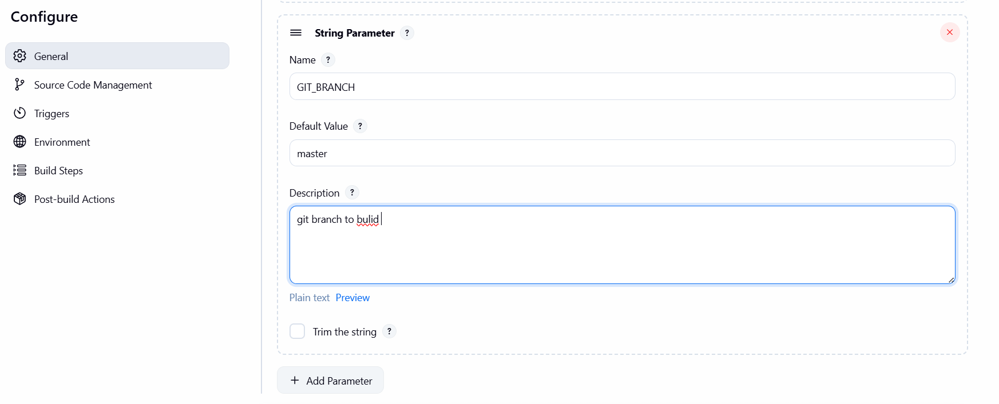 Configure
General
Source Code Management
Triggers
Environment
Build Steps
Post-build Actions
String Parameter ?
Name ?
GIT_BRANCH
Default Value ?
master
Description ?
git branch to bulid
Plain text Preview
Trim the string ?
+ Add Parameter